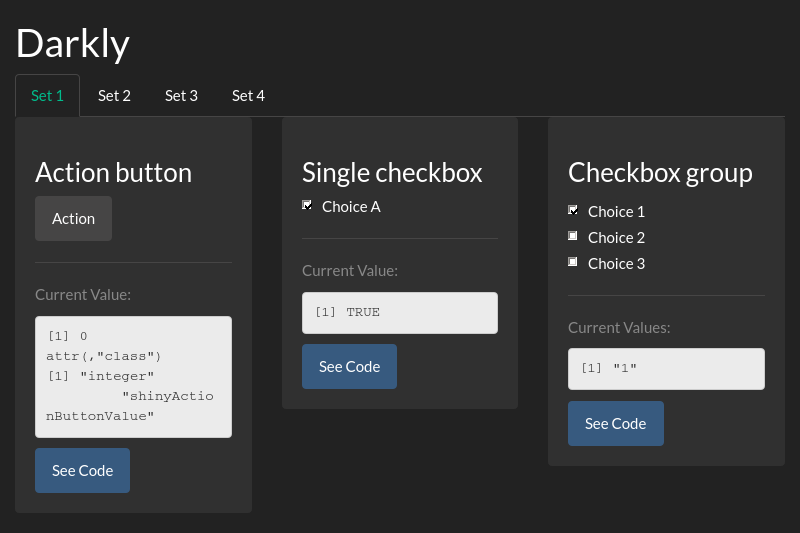 Darkly
Set 1
Set 2
Set 3
Set 4
Action button
Action
Current Value:
[1] 0
attr(,"class")
[1] "integer"
"shinyActio
nButtonValue"
See Code
Single checkbox
Choice A
Current Value:
[1] TRUE
See Code
Checkbox group
Choice 1
Choice 2
Choice 3
Current Values:
[1] "1"
See Code